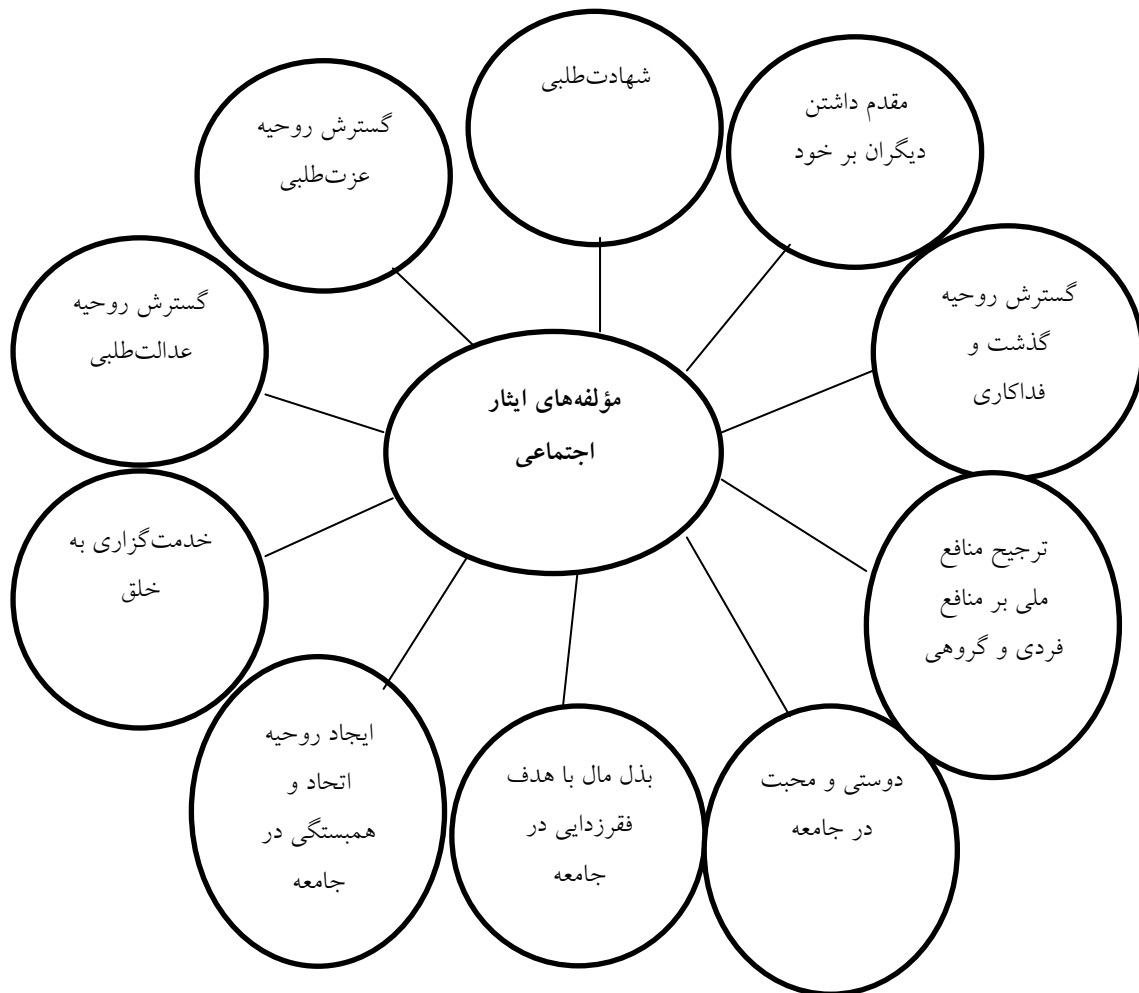 شهادت‌طلبی
مقدم داشتن
دیگران بر خود
گسترش روحیه
گذشت و
فداکاری
ترجیح منافع
ملی بر منافع
فردی و گروهی
دوستی و محبت
در جامعه
بذل مال با هدف
فقرزدایی در
جامعه
ایجاد روحیه
اتحاد و
همبستگی در
جامعه
خدمت‌گزاری به
خلق
گسترش روحیه
عدالت‌طلبی
گسترش روحیه
عزت‌طلبی
مؤلفه‌های ایثار
اجتماعی